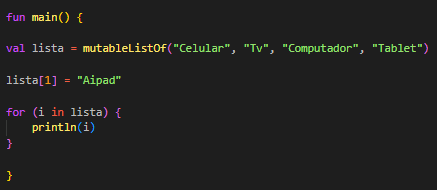 fun main() {
val lista = mutableListOf("Celular", "Tv", "Computador", "Tablet")
lista[1] = "Aipad"
for (i in lista) {
    println(i)
}
}